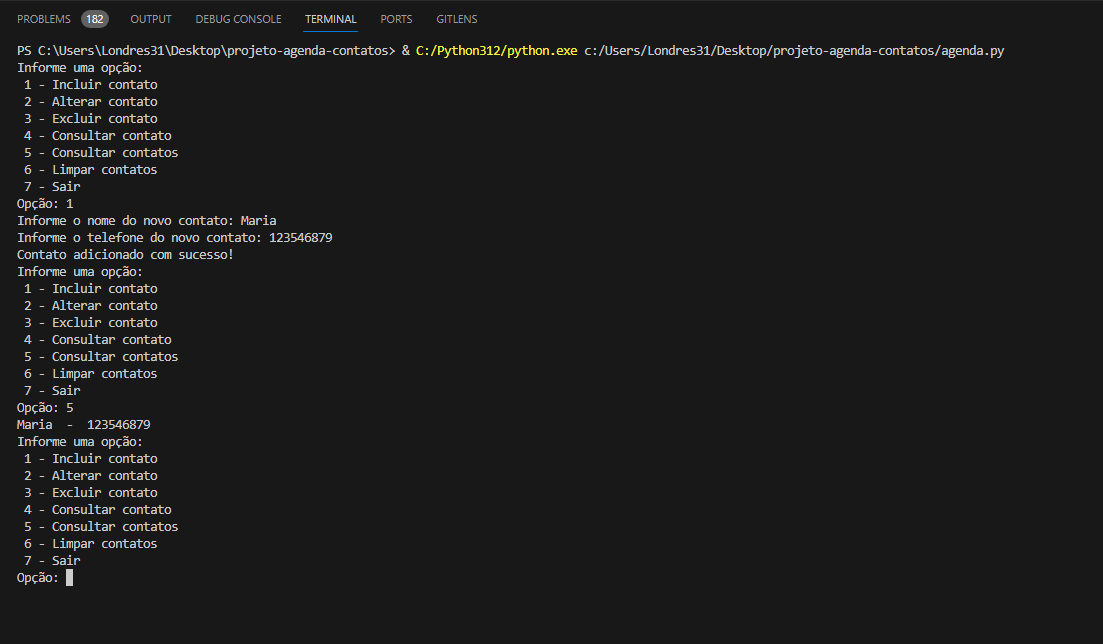 PROBLEMS 182 OUTPUT DEBUG CONSOLE TERMINAL PORTS GITLENS
PS C:\Users\Londres31\Desktop\projeto-agenda-contatos> & C:/Python312/python.exe c:/Users/Londres31/Desktop/projeto-agenda-contatos/agenda.py
Informe uma opção:
 1 - Incluir contato
 2 - Alterar contato
 3 - Excluir contato
 4 - Consultar contato
 5 - Consultar contatos
 6 - Limpar contatos
 7 - Sair
Opção: 1
Informe o nome do novo contato: Maria
Informe o telefone do novo contato: 123546879
Contato adicionado com sucesso!
Informe uma opção:
 1 - Incluir contato
 2 - Alterar contato
 3 - Excluir contato
 4 - Consultar contato
 5 - Consultar contatos
 6 - Limpar contatos
 7 - Sair
Opção: 5
Maria  -  123546879
Informe uma opção:
 1 - Incluir contato
 2 - Alterar contato
 3 - Excluir contato
 4 - Consultar contato
 5 - Consultar contatos
 6 - Limpar contatos
 7 - Sair
Opção: